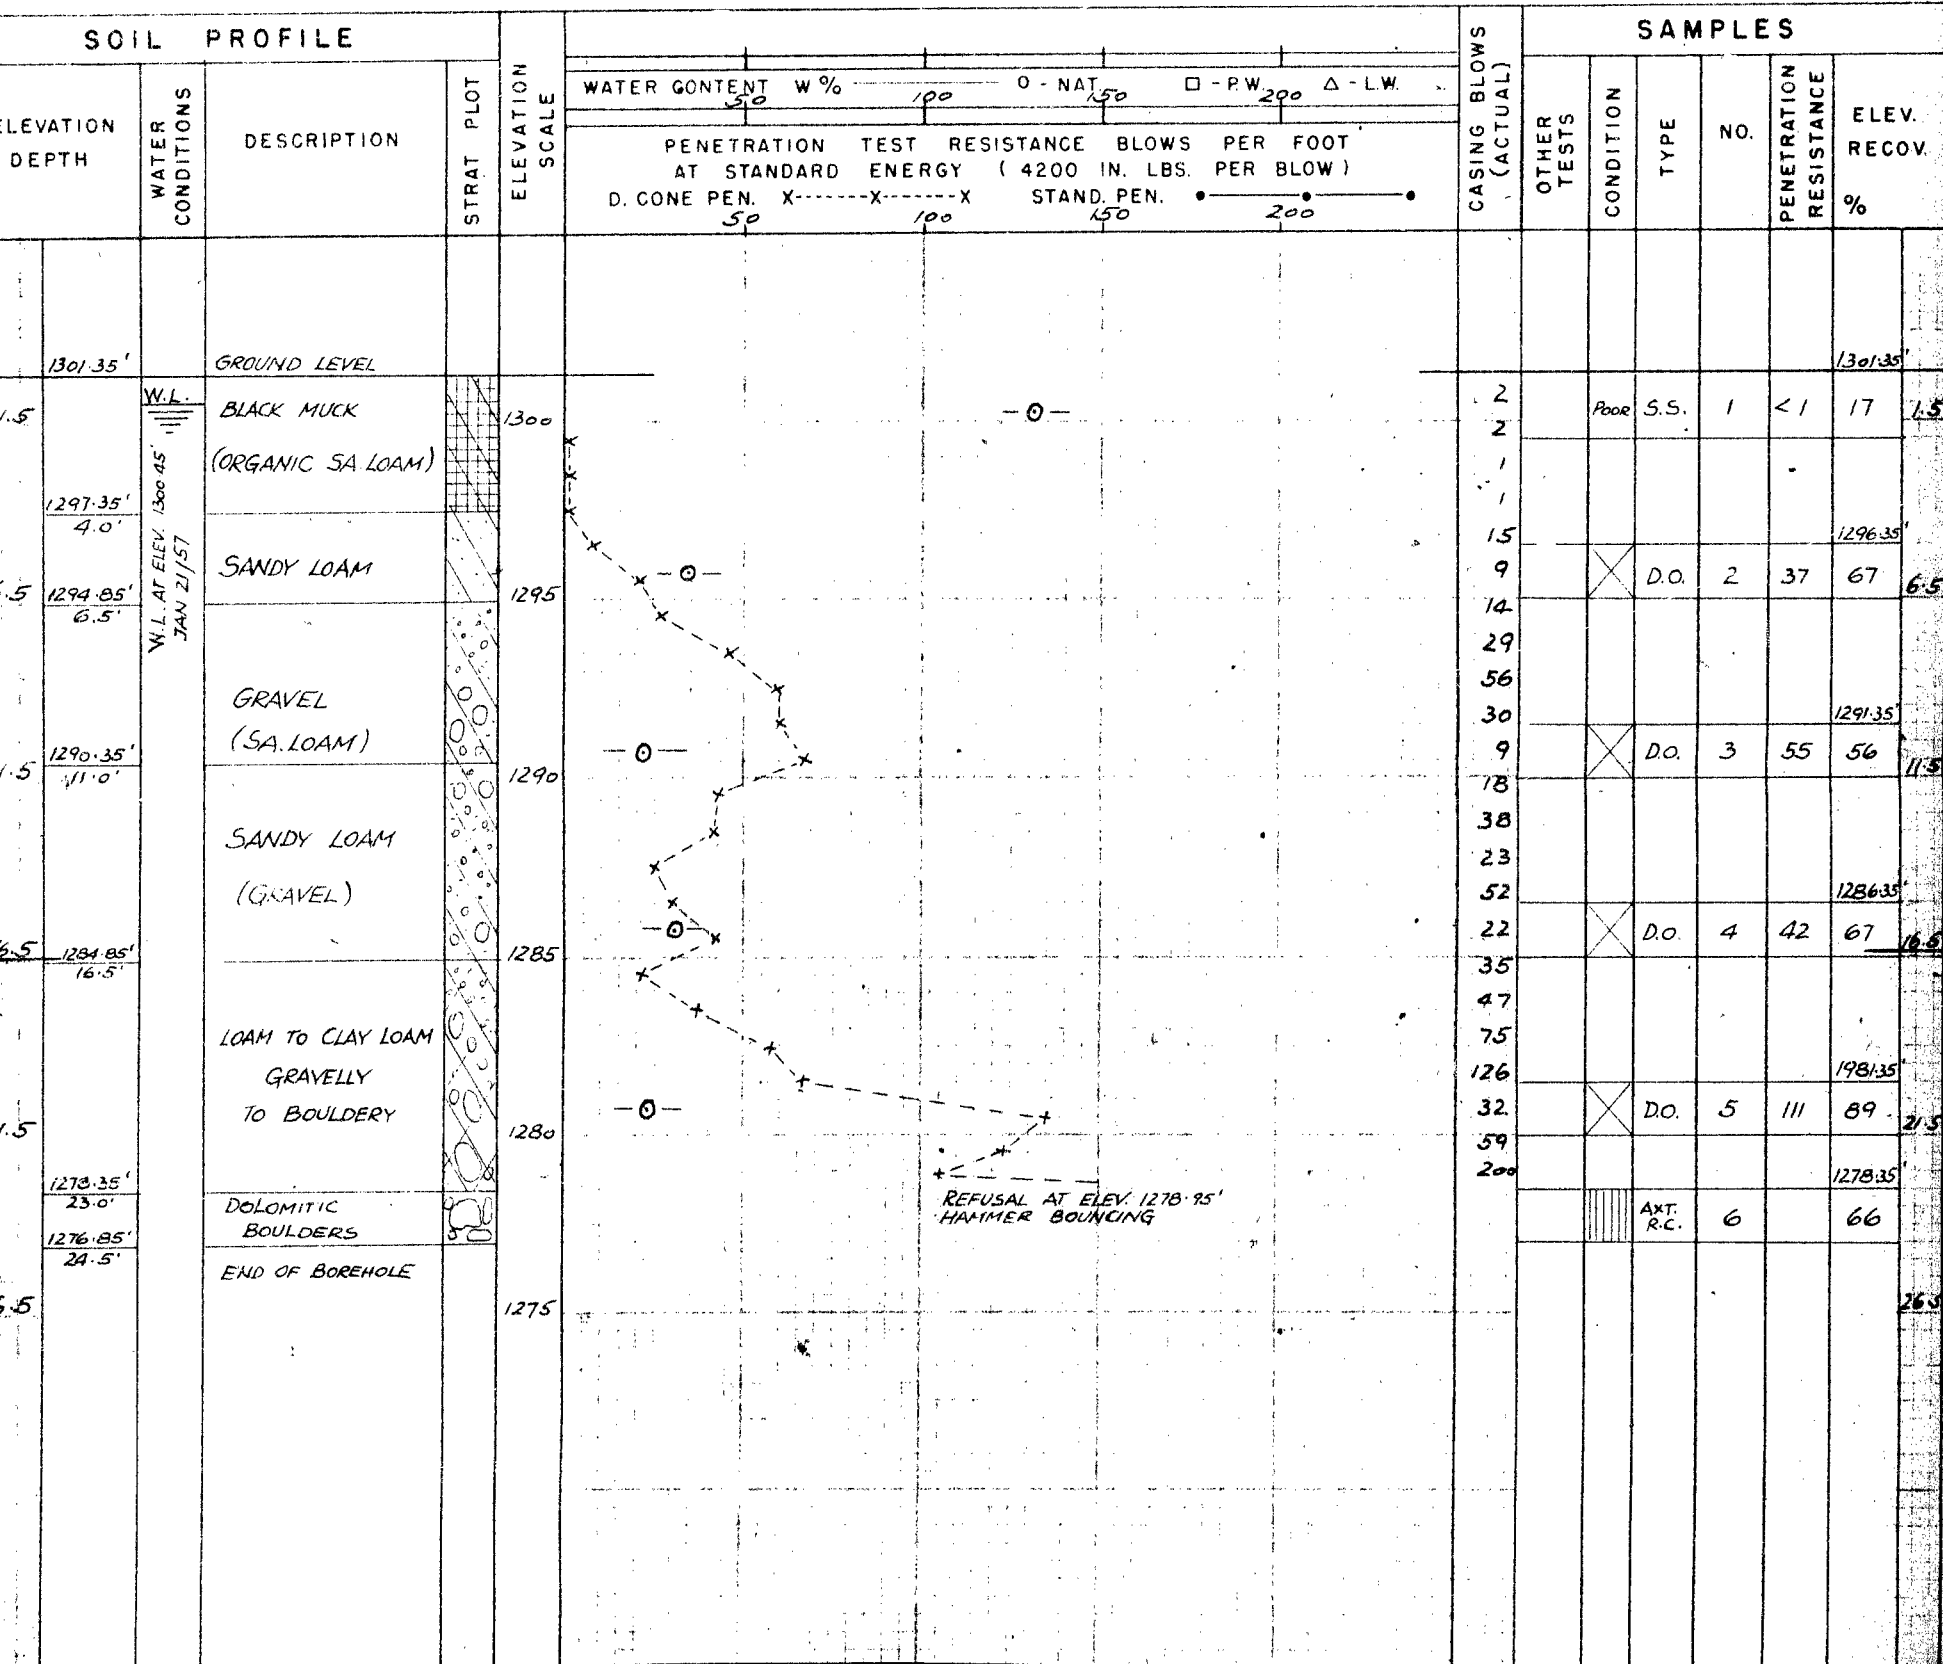 SOIL PROFILE
SAMPLES
ELEVATION DEPTH
WATER CONDITIONS
DESCRIPTION
STRAT PLOT
ELEVATION SCALE
WATER CONTENT W % O - NAT. □ - P.W. Δ - L.W.
50 100 150 200
PENETRATION TEST RESISTANCE BLOWS PER FOOT
AT STANDARD ENERGY ( 4200 IN. LBS. PER BLOW )
D. CONE PEN. X-------X-------X STAND. PEN.
50 100 150 200
CASING BLOWS (ACTUAL)
OTHER TESTS
CONDITION
TYPE
NO.
PENETRATION RESISTANCE
ELEV.
RECOV.
%
1301.35' GROUND LEVEL 1301.35'
W.L.
W.L. AT ELEV. 1300.45'
JAN 21/57
BLACK MUCK
(ORGANIC SA. LOAM)
1300
2
2
1
1
POOR S.S. 1 <1 17 1.5
1297.35'
4.0'
SANDY LOAM
15 1296.35'
9 D.O. 2 37 67 6.5
1294.85'
6.5'
1295
14
29
56
30 1291.35'
GRAVEL
(SA. LOAM)
9 D.O. 3 55 56 11.5
1290.35'
11.0'
1290
18
38
23
52 1286.35'
SANDY LOAM
(GRAVEL)
22 D.O. 4 42 67 16.5
1284.85'
16.5'
1285
35
47
75
126 1981.35'
LOAM TO CLAY LOAM
GRAVELLY
TO BOULDERY
32 D.O. 5 111 89 21.5
1280
59
200 1278.35'
1278.35'
23.0'
DOLOMITIC
BOULDERS
REFUSAL AT ELEV. 1278.95'
HAMMER BOUNCING
AXT.
R.C. 6 66
1276.85'
24.5'
END OF BOREHOLE
1275 26.5